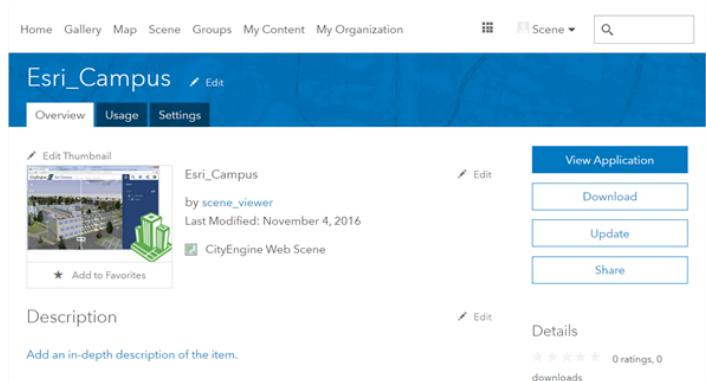 Home Gallery Map Scene Groups My Content My Organization Scene
Esri_Campus Edit
Overview Usage Settings
Edit Thumbnail
Esri_Campus Edit
by scene_viewer
Last Modified: November 4, 2016
CityEngine Web Scene
Add to Favorites
View Application
Download
Update
Share
Description Edit
Add an in-depth description of the item.
Details
0 ratings, 0
downloads